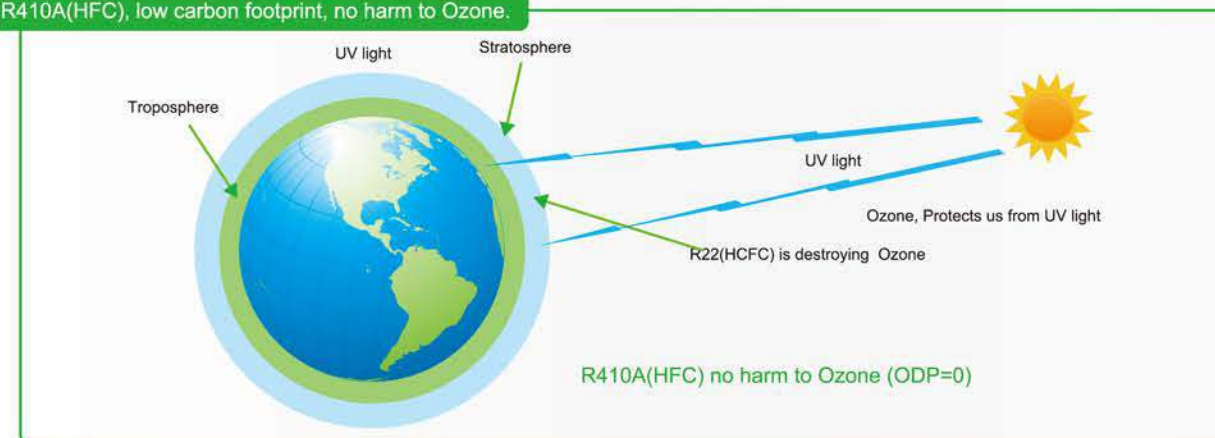 R410A(HFC), low carbon footprint, no harm to Ozone.
UV light
Stratosphere
Troposphere
UV light
Ozone, Protects us from UV light
R22(HCFC) is destroying Ozone
R410A(HFC) no harm to Ozone (ODP=0)